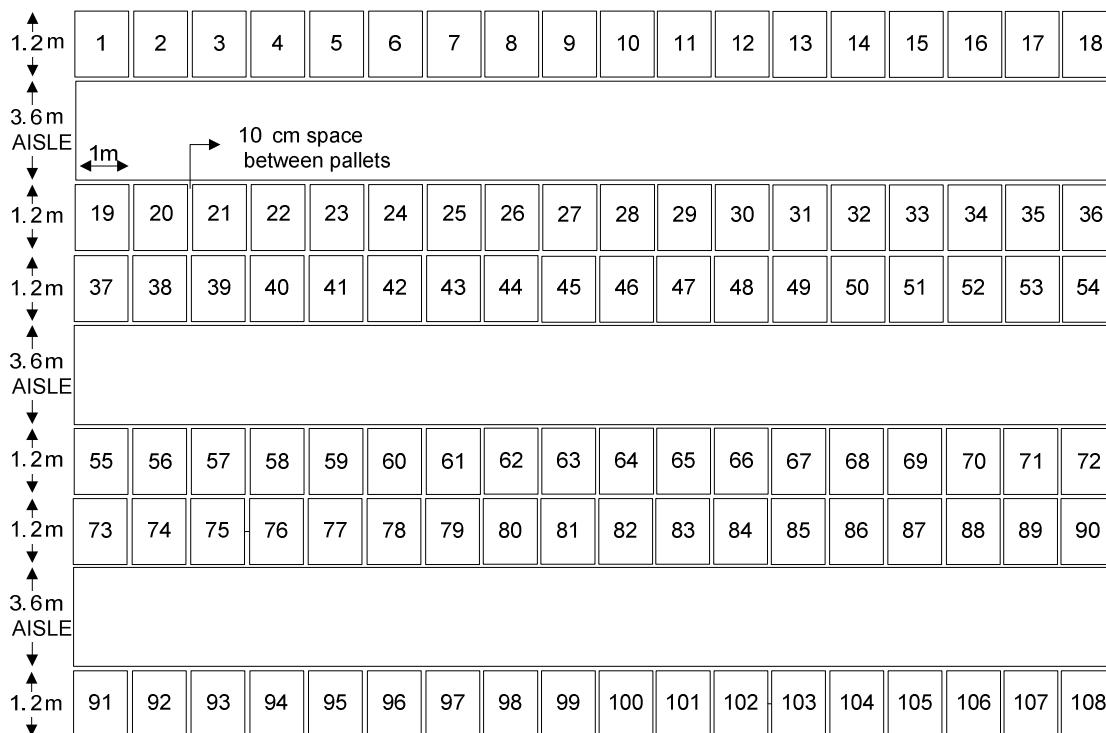 1.2m 1 2 3 4 5 6 7 8 9 10 11 12 13 14 15 16 17 18
3.6m
AISLE
10 cm space
between pallets
1m
1.2m 19 20 21 22 23 24 25 26 27 28 29 30 31 32 33 34 35 36
1.2m 37 38 39 40 41 42 43 44 45 46 47 48 49 50 51 52 53 54
3.6m
AISLE
1.2m 55 56 57 58 59 60 61 62 63 64 65 66 67 68 69 70 71 72
1.2m 73 74 75 76 77 78 79 80 81 82 83 84 85 86 87 88 89 90
3.6m
AISLE
1.2m 91 92 93 94 95 96 97 98 99 100 101 102 103 104 105 106 107 108